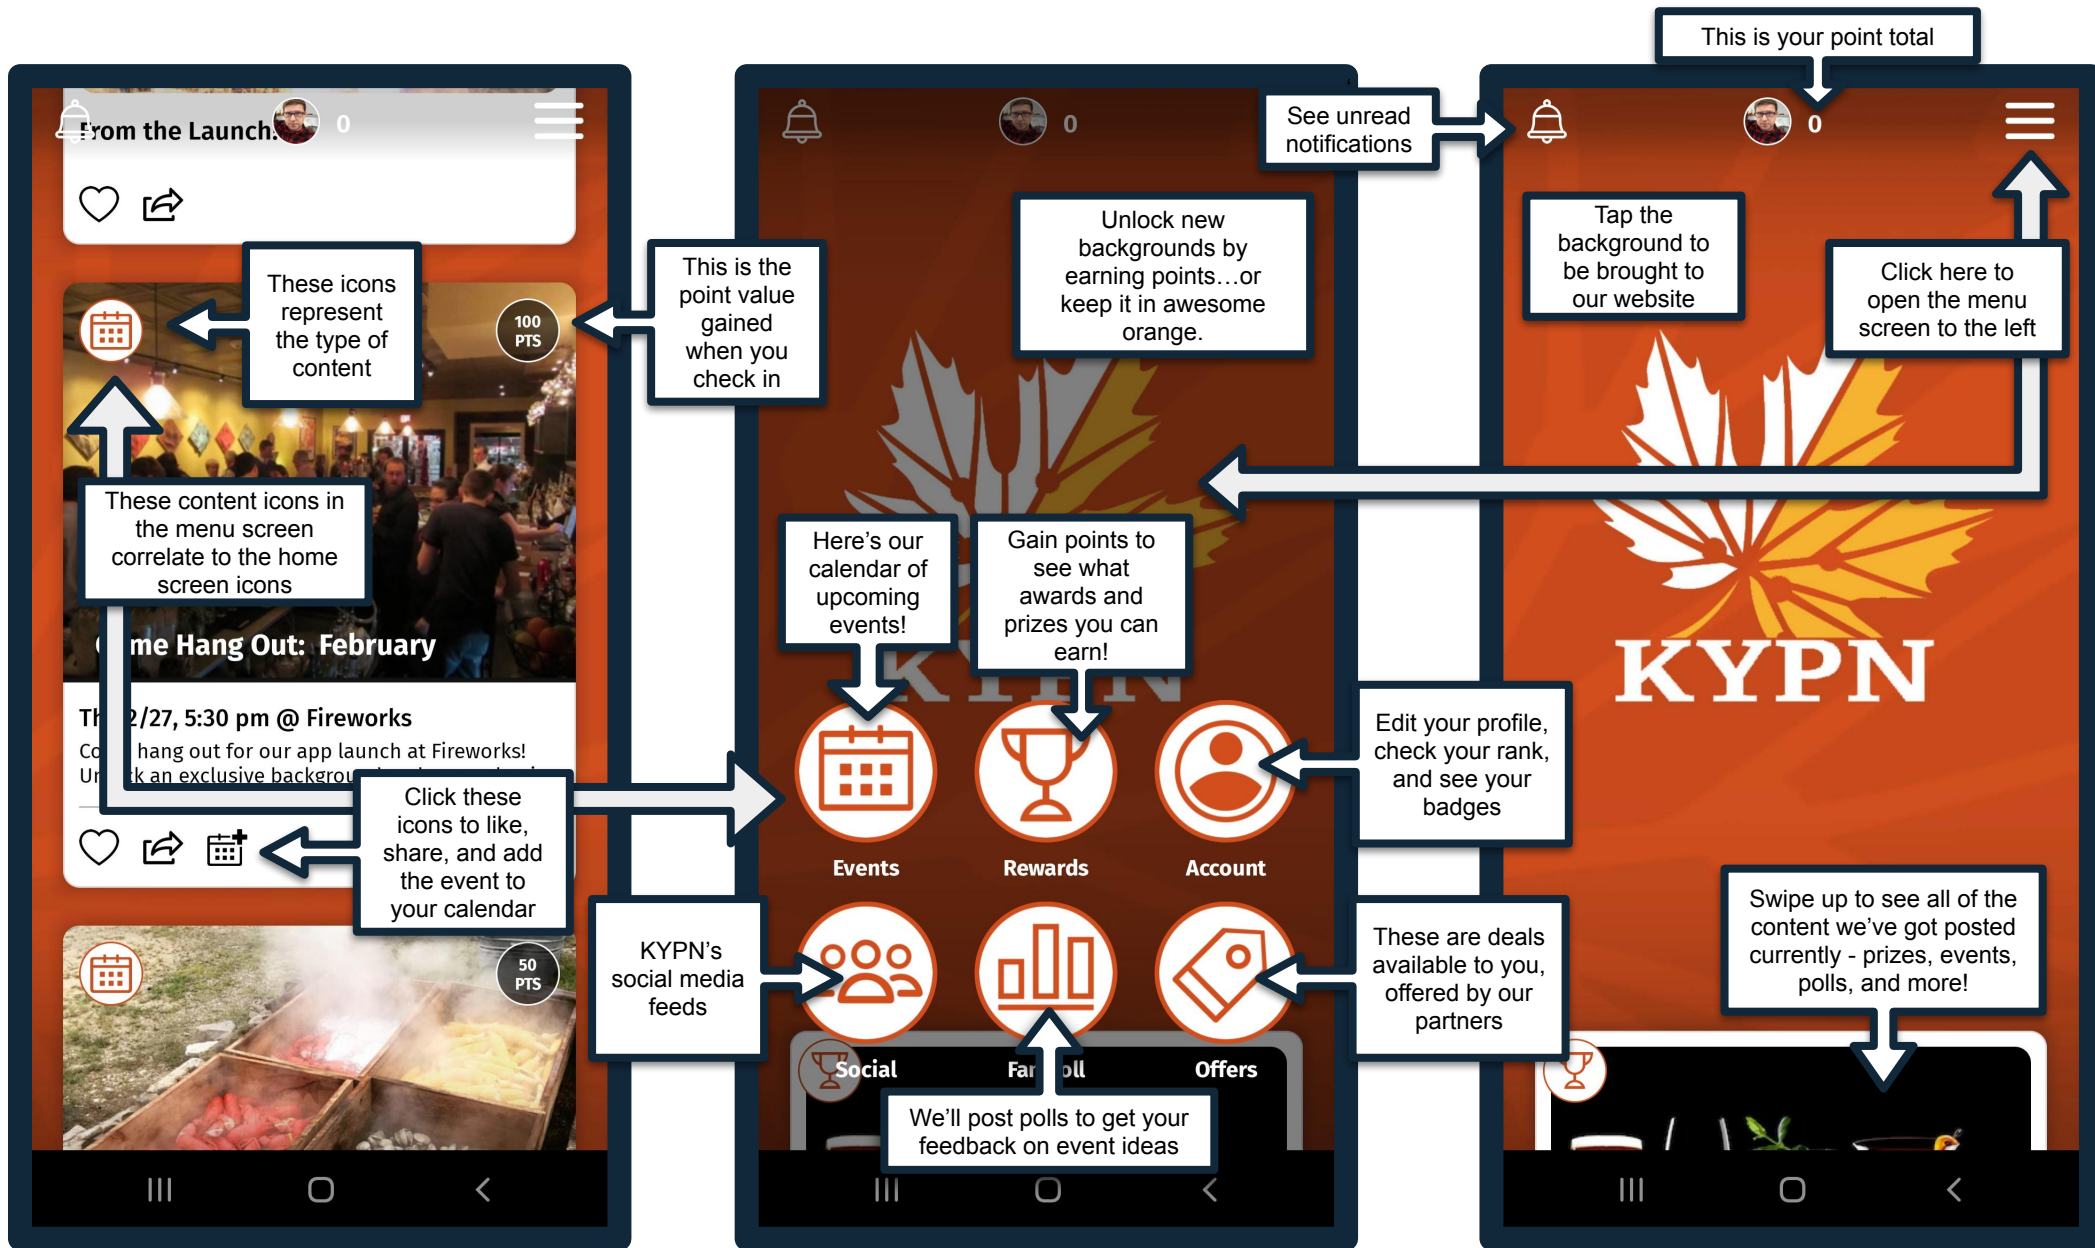 This is your point total
From the Launch!
0
0
See unread
notifications
0
These icons
represent
the type of
content
This is the
point value
gained
when you
check in
100
PTS
Unlock new
backgrounds by
earning points…or
keep it in awesome
orange.
Tap the
background to
be brought to
our website
Click here to
open the menu
screen to the left
These content icons in
the menu screen
correlate to the home
screen icons
me Hang Out: February
2/27, 5:30 pm @ Fireworks
hang out for our app launch at Fireworks!
an exclusive
Click these
icons to like,
share, and add
the event to
your calendar
50
PTS
Here's our
calendar of
upcoming
events!
Gain points to
see what
awards and
prizes you can
earn!
KYPN
KYPN
Edit your profile,
check your rank,
and see your
badges
Events
Rewards
Account
KYPN's
social media
feeds
These are deals
available to you,
offered by our
partners
Social
Offers
We'll post polls to get your
feedback on event ideas
Swipe up to see all of the
content we've got posted
currently - prizes, events,
polls, and more!